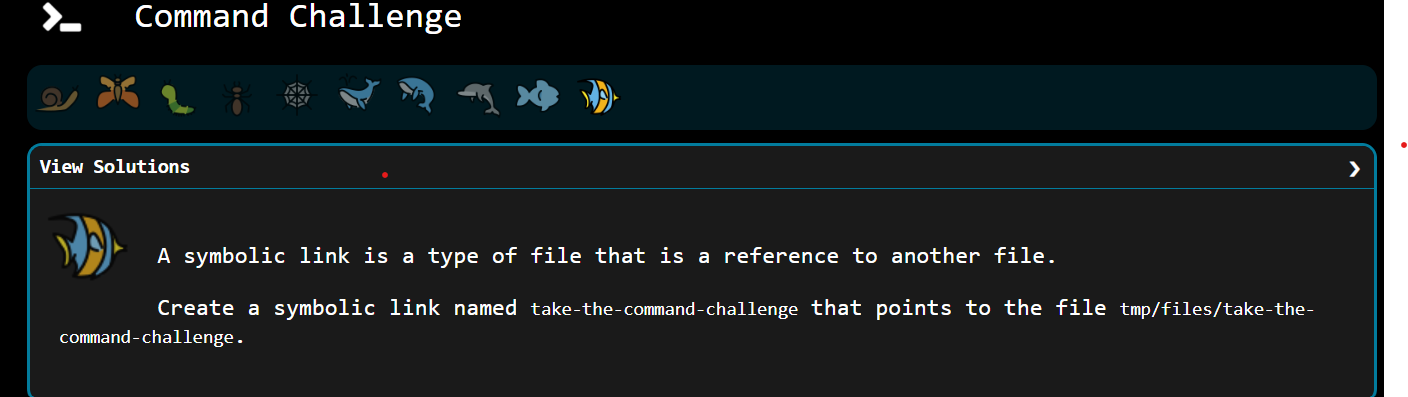 Command Challenge
View Solutions
A symbolic link is a type of file that is a reference to another file.
Create a symbolic link named take-the-command-challenge that points to the file tmp/files/take-the-
command-challenge.